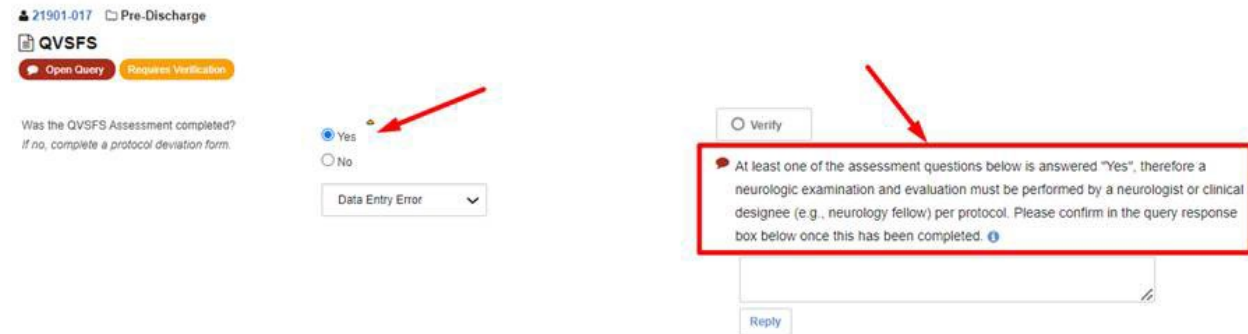 21901-017 Pre-Discharge
QVSFS
Open Query Requires Verification
Was the QVSFS Assessment completed?
If no, complete a protocol deviation form.
Yes
No
Data Entry Error
Verify
At least one of the assessment questions below is answered "Yes", therefore a
neurologic examination and evaluation must be performed by a neurologist or clinical
designee (e.g., neurology fellow) per protocol. Please confirm in the query response
box below once this has been completed.
Reply